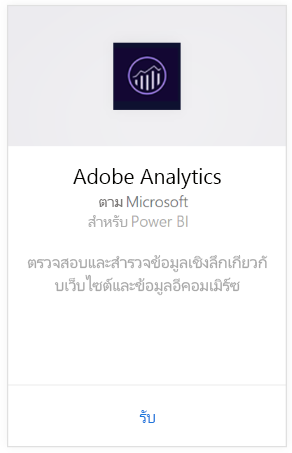 Adobe Analytics
ตาม Microsoft
สำหรับ Power BI
ตรวจสอบและสำรวจข้อมูลเชิงลึกเกี่ยวกั
บเว็บไซต์และข้อมูลอีคอมเมิร์ซ
รับ